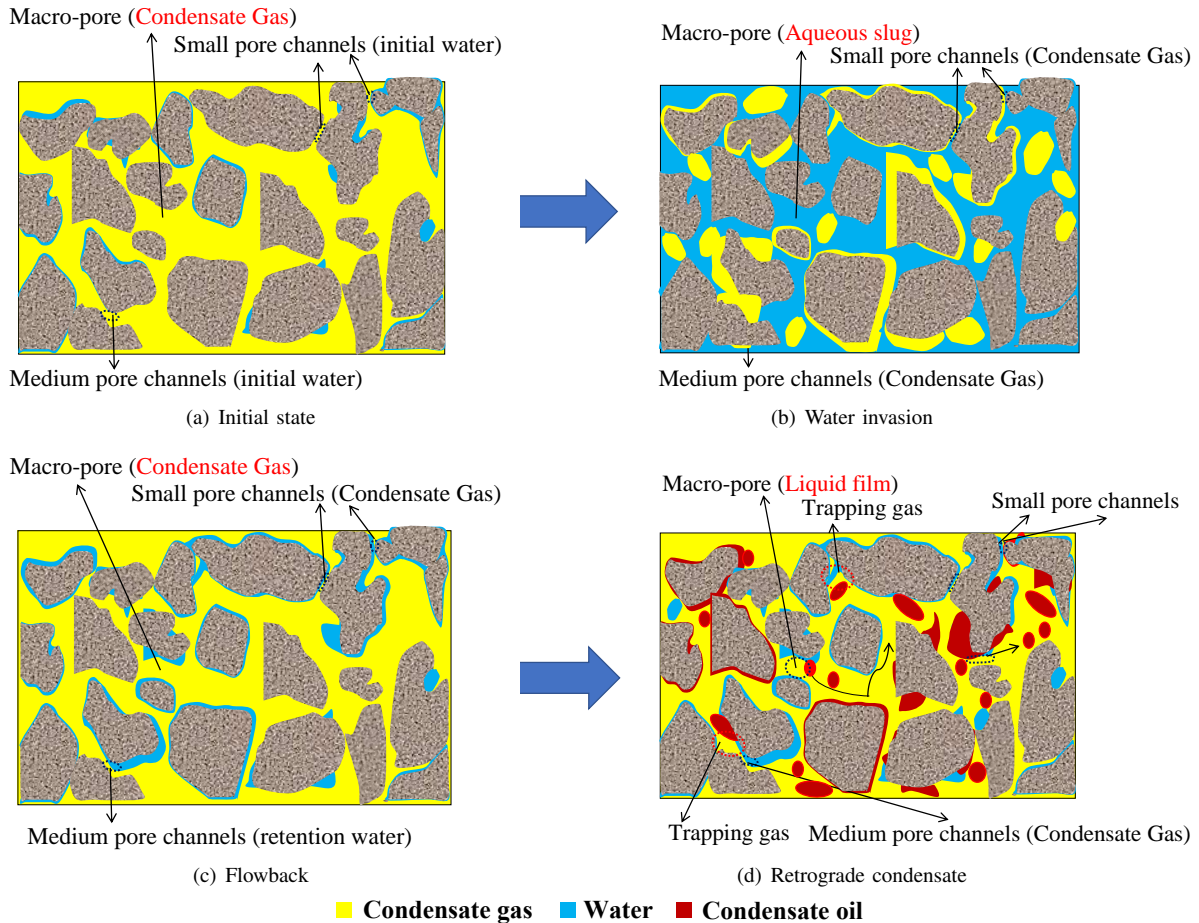 Macro-pore (Condensate Gas)
Small pore channels (initial water)
Medium pore channels (initial water)
(a) Initial state
Macro-pore (Aqueous slug)
Small pore channels (Condensate Gas)
Medium pore channels (Condensate Gas)
(b) Water invasion
Macro-pore (Condensate Gas)
Small pore channels (Condensate Gas)
Medium pore channels (retention water)
(c) Flowback
Macro-pore (Liquid film)
Trapping gas
Small pore channels
Trapping gas
Medium pore channels (Condensate Gas)
(d) Retrograde condensate
Condensate gas Water Condensate oil